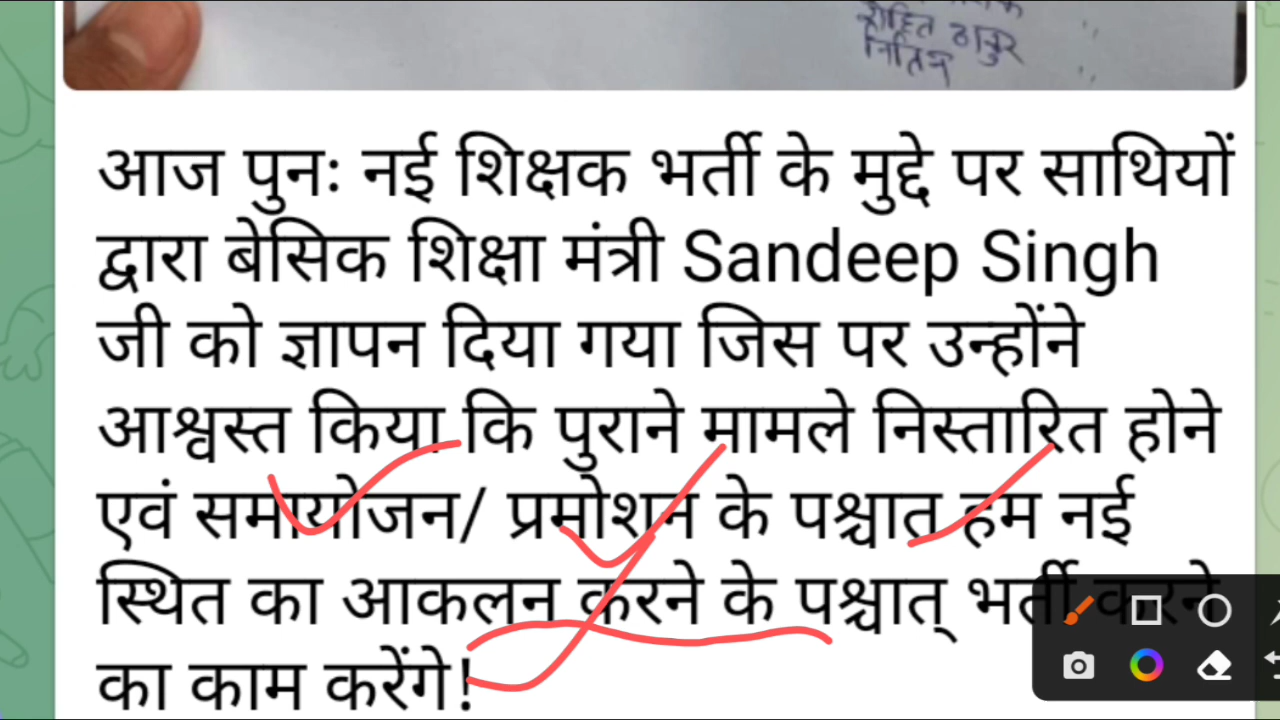 रोहित ठाकुर
नितिन
आज पुनः नई शिक्षक भर्ती के मुद्दे पर साथियों
द्वारा बेसिक शिक्षा मंत्री Sandeep Singh
जी को ज्ञापन दिया गया जिस पर उन्होंने
आश्वस्त किया कि पुराने मामले निस्तारित होने
एवं समायोजन/ प्रमोशन के पश्चात हम नई
स्थित का आकलन करने के पश्चात् भर्ती करने
का काम करेंगे!